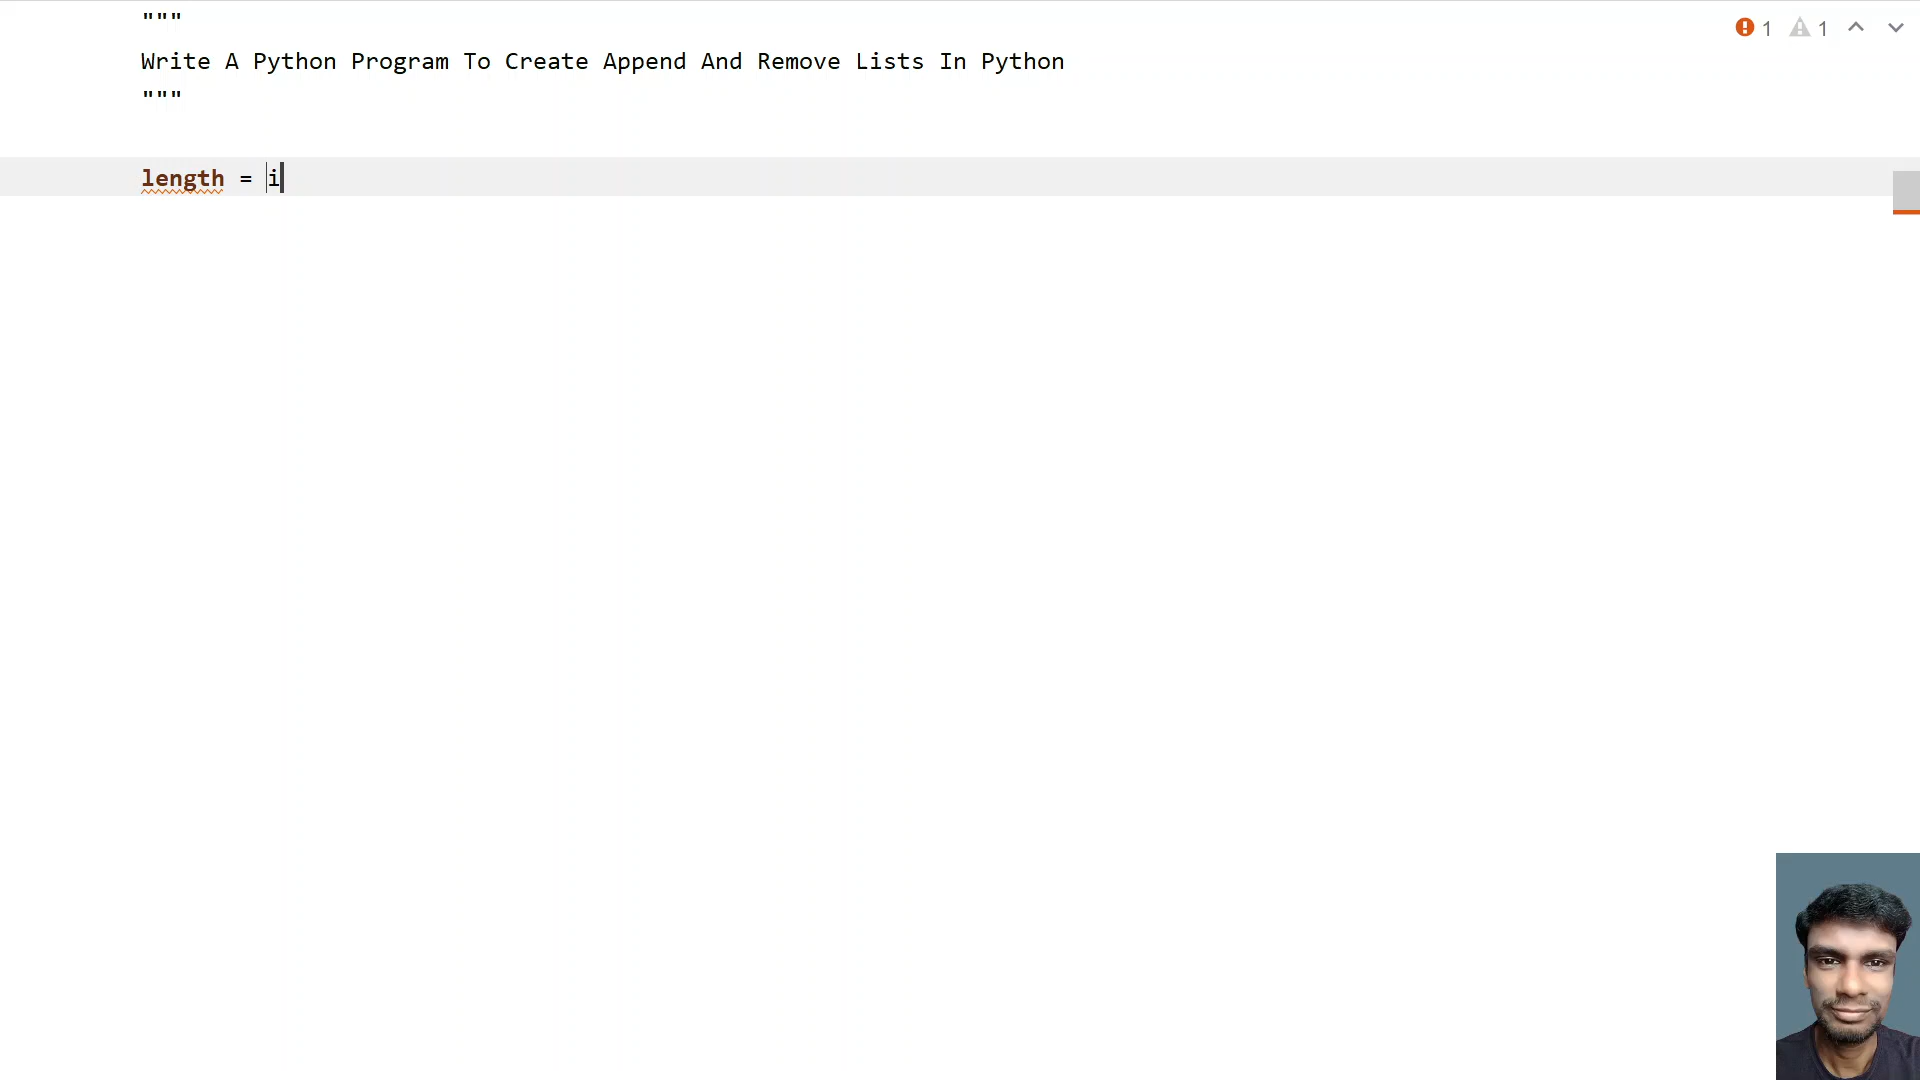 """
Write A Python Program To Create Append And Remove Lists In Python
"""
length = i
1 1